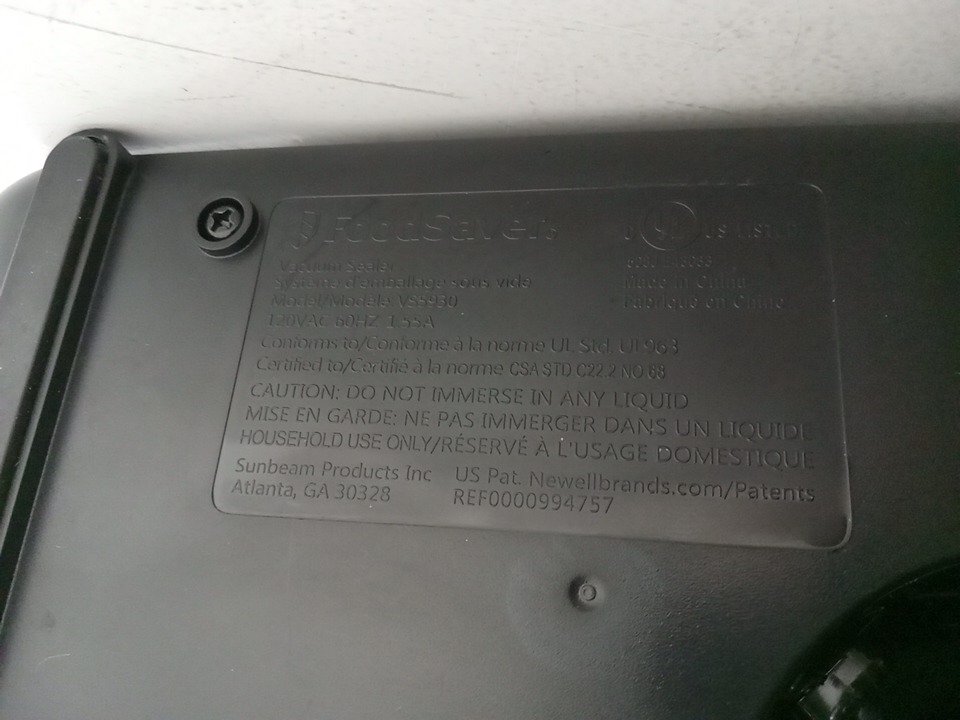 FoodSaver®
US LISTED
Vacuum Sealer
Système d'emballage sous vide
Made in China
Model/Modèle VS5930
Fabriqué en Chine
120VAC 60HZ 1.55A
Conforms to/Conforme à la norme UL Std. UL963
Certified to/Certifié à la norme CSA STD C22.2 NO.68
CAUTION: DO NOT IMMERSE IN ANY LIQUID
MISE EN GARDE: NE PAS IMMERGER DANS UN LIQUIDE
HOUSEHOLD USE ONLY/RÉSERVÉ À L'USAGE DOMESTIQUE
Sunbeam Products Inc
US Pat. Newellbrands.com/Patents
Atlanta, GA 30328
REF0000994757